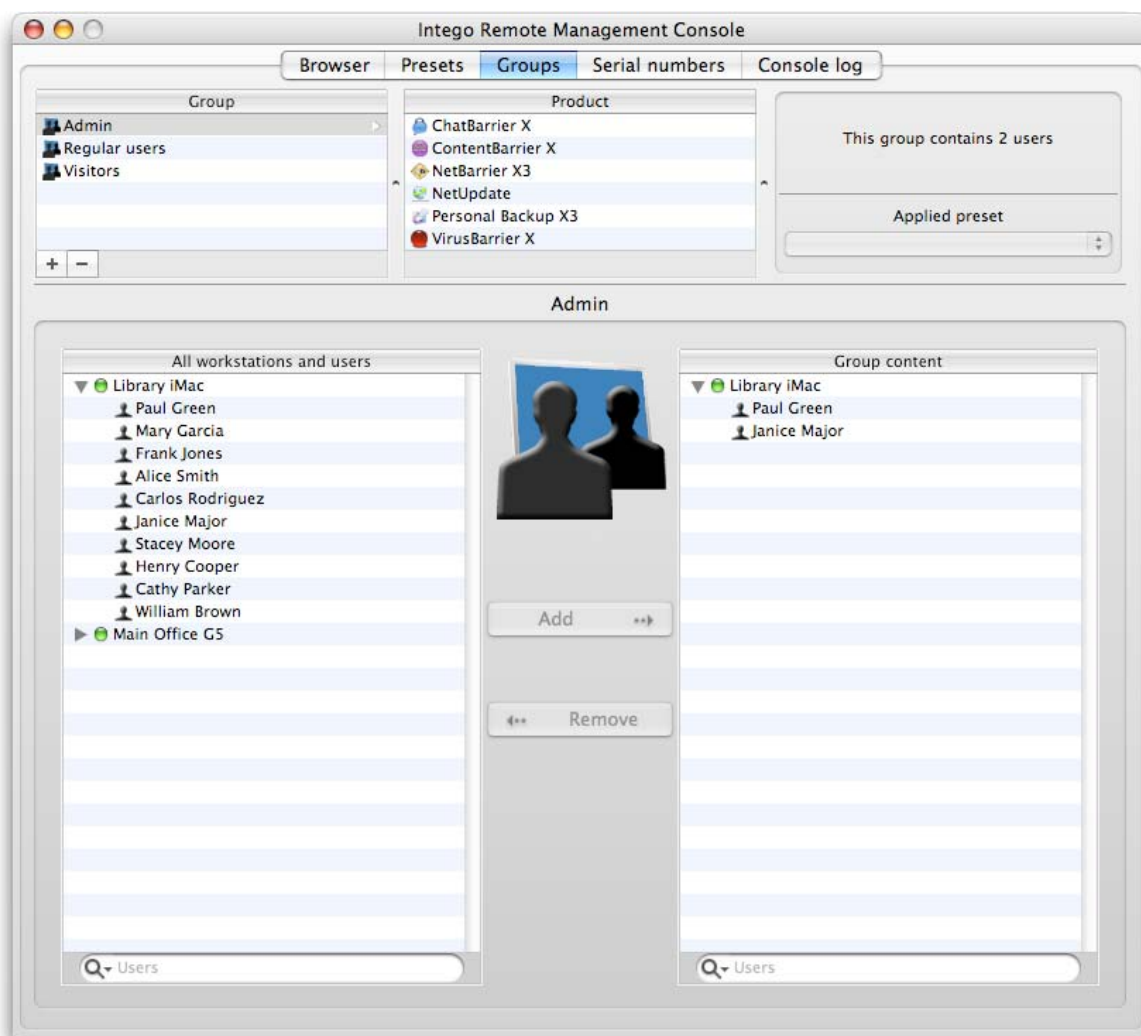 Intego Remote Management Console
Browser Presets Groups Serial numbers Console log
Group
Admin
Regular users
Visitors
+ −
Product
ChatBarrier X
ContentBarrier X
NetBarrier X3
NetUpdate
Personal Backup X3
VirusBarrier X
This group contains 2 users
Applied preset
Admin
All workstations and users
Library iMac
Paul Green
Mary Garcia
Frank Jones
Alice Smith
Carlos Rodriguez
Janice Major
Stacey Moore
Henry Cooper
Cathy Parker
William Brown
Main Office G5
Users
Add
Remove
Group content
Library iMac
Paul Green
Janice Major
Users